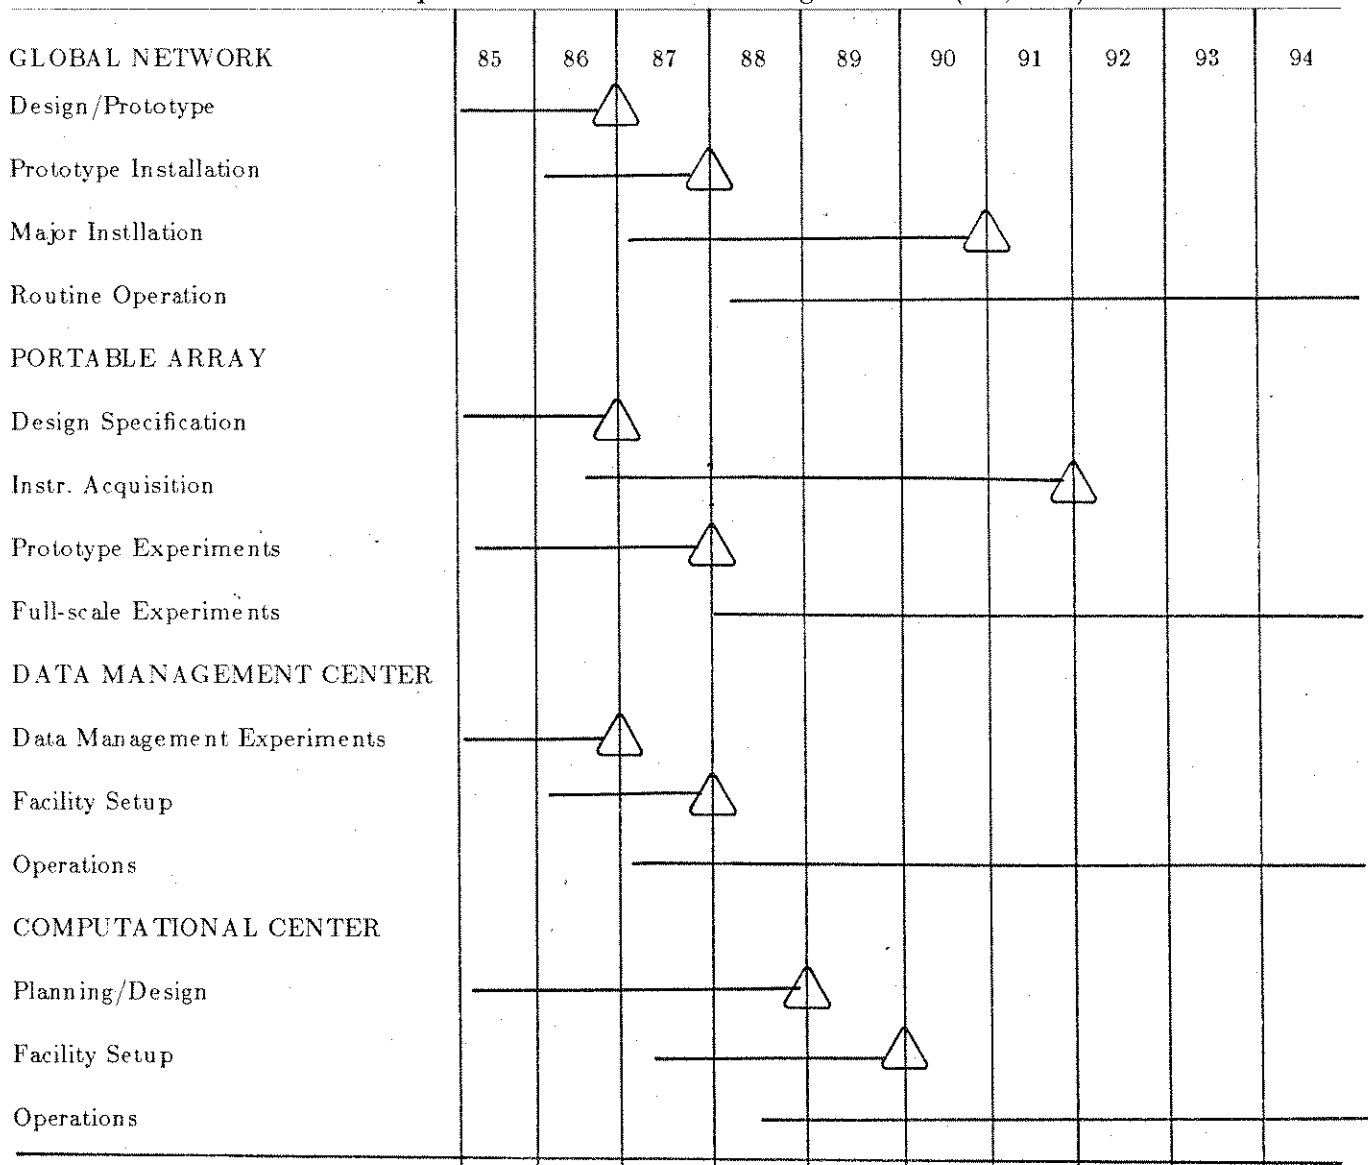 GLOBAL NETWORK 85 86 87 88 89 90 91 92 93 94
Design/Prototype
Prototype Installation
Major Instllation
Routine Operation
PORTABLE ARRAY
Design Specification
Instr. Acquisition
Prototype Experiments
Full-scale Experiments
DATA MANAGEMENT CENTER
Data Management Experiments
Facility Setup
Operations
COMPUTATIONAL CENTER
Planning/Design
Facility Setup
Operations